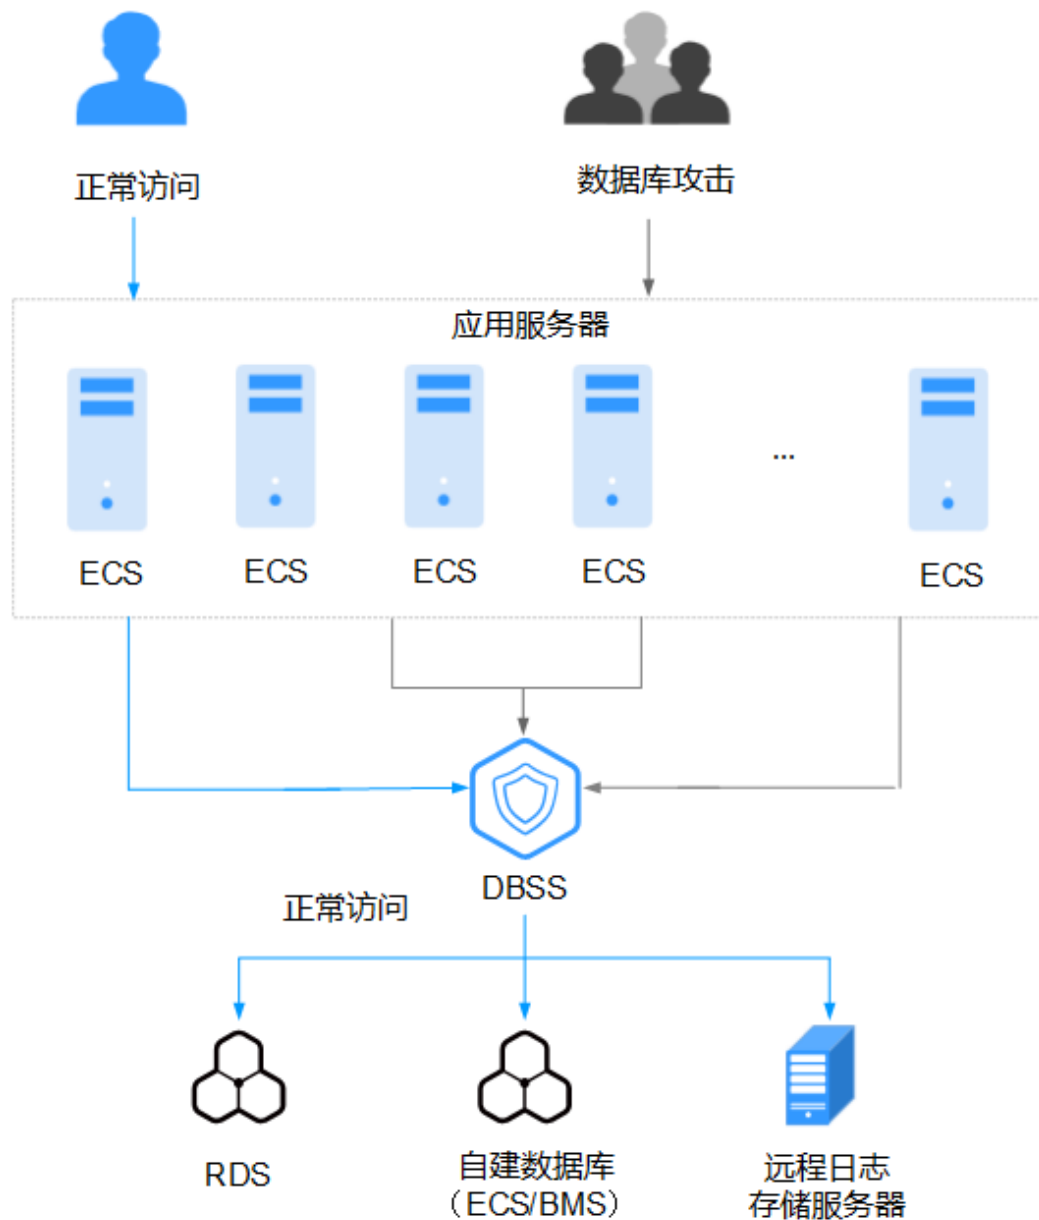 正常访问
数据库攻击
应用服务器
...
ECS
ECS
ECS
ECS
ECS
DBSS
正常访问
RDS
自建数据库
（ECS/BMS）
远程日志
存储服务器